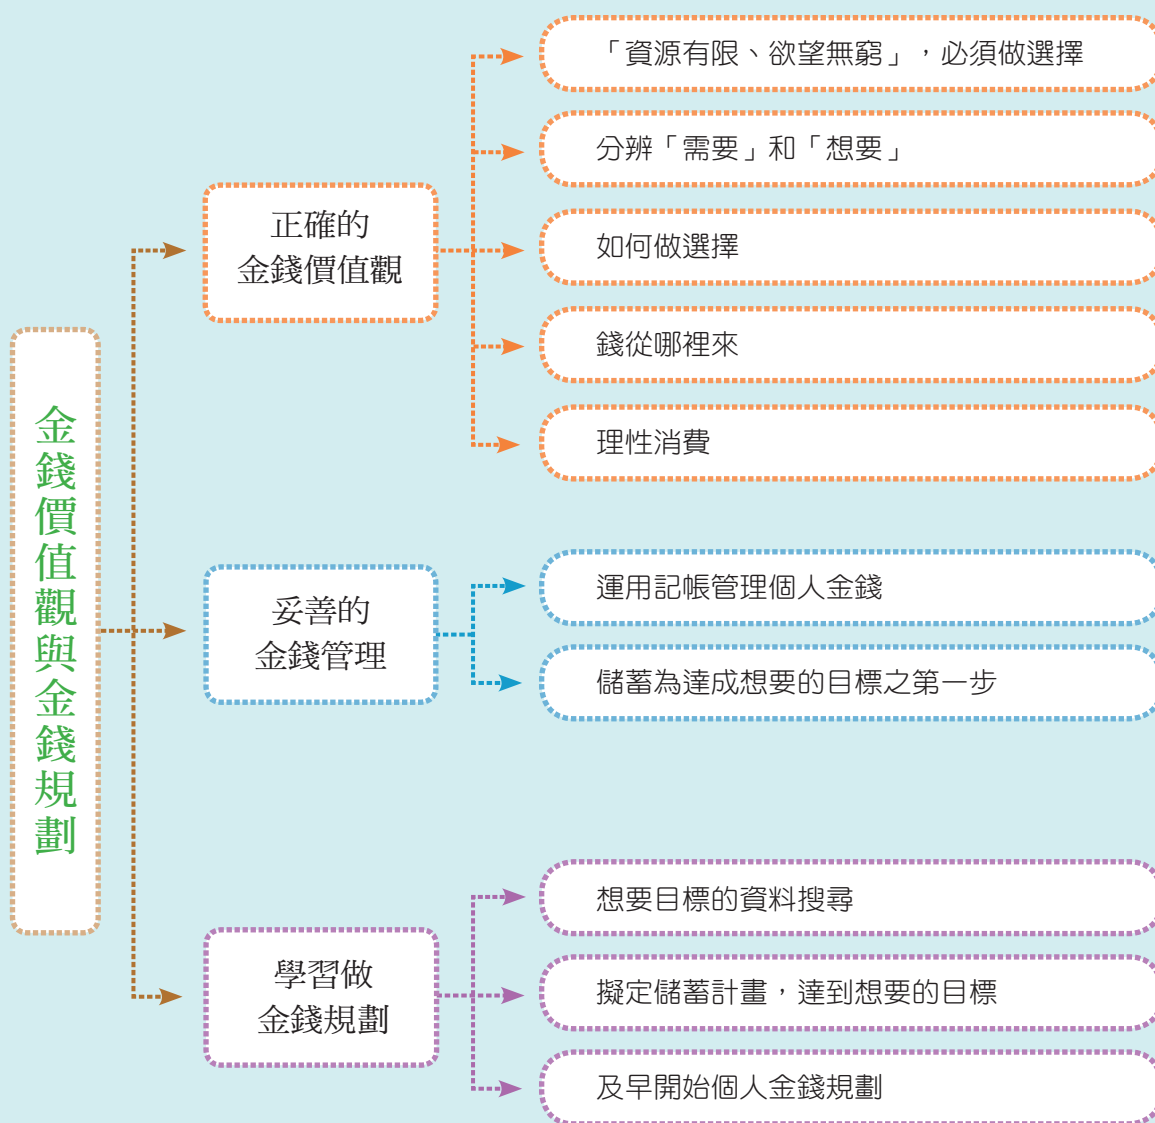 金錢價值觀與金錢規劃
正確的
金錢價值觀
「資源有限、欲望無窮」，必須做選擇
分辨「需要」和「想要」
如何做選擇
錢從哪裡來
理性消費
妥善的
金錢管理
運用記帳管理個人金錢
儲蓄為達成想要的目標之第一步
學習做
金錢規劃
想要目標的資料搜尋
擬定儲蓄計畫，達到想要的目標
及早開始個人金錢規劃